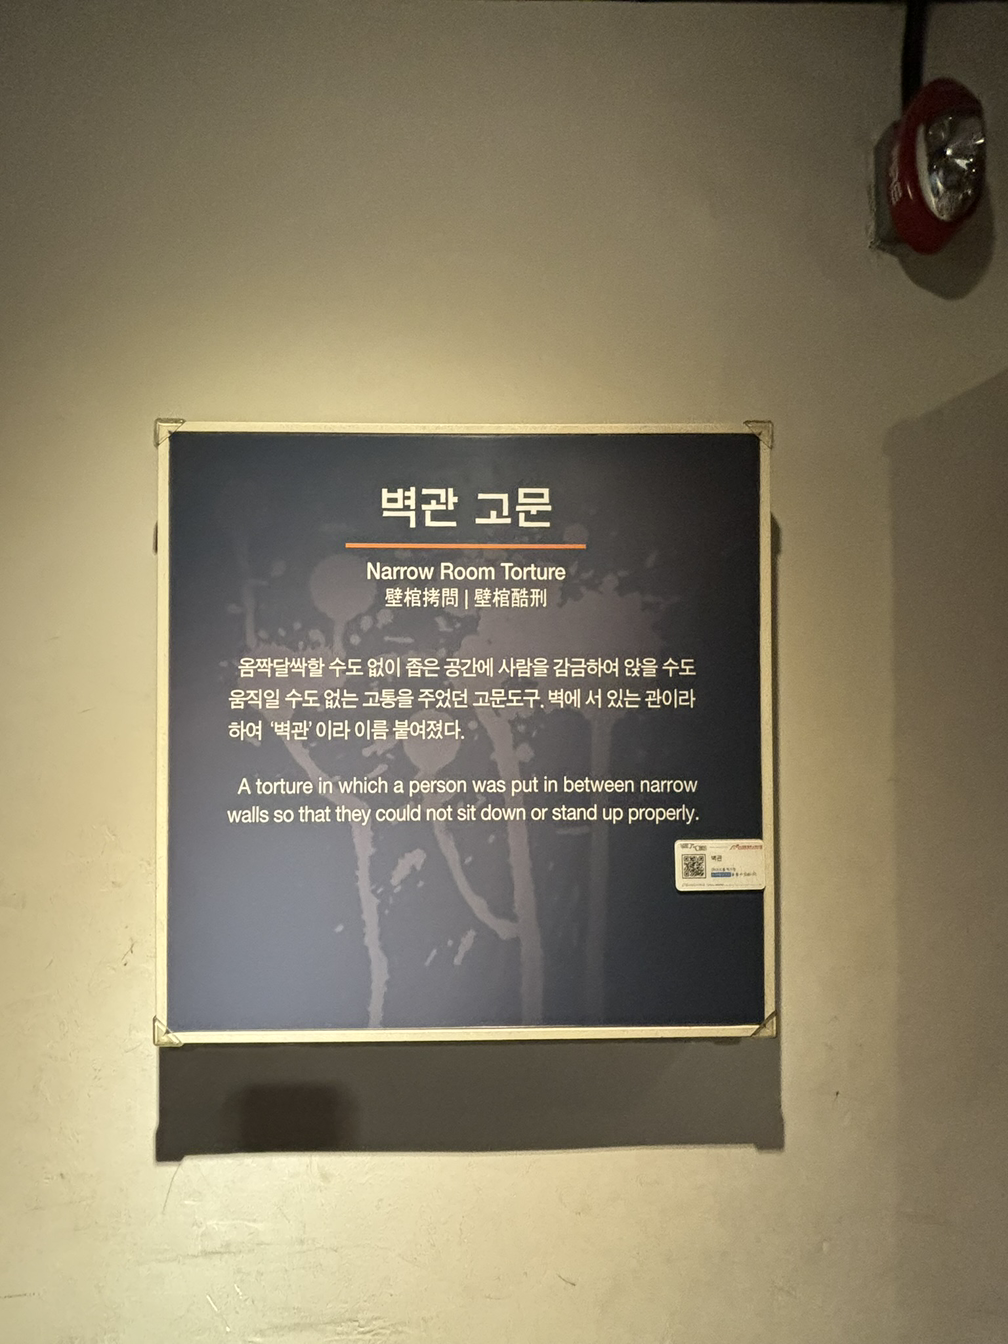 벽관 고문
Narrow Room Torture
壁棺拷問 | 壁棺酷刑
옴짝달싹할 수도 없이 좁은 공간에 사람을 감금하여 앉을 수도
움직일 수도 없는 고통을 주었던 고문도구. 벽에 서 있는 관이라
하여 ‘벽관’이라 이름 붙여졌다.
A torture in which a person was put in between narrow
walls so that they could not sit down or stand up properly.
벽관